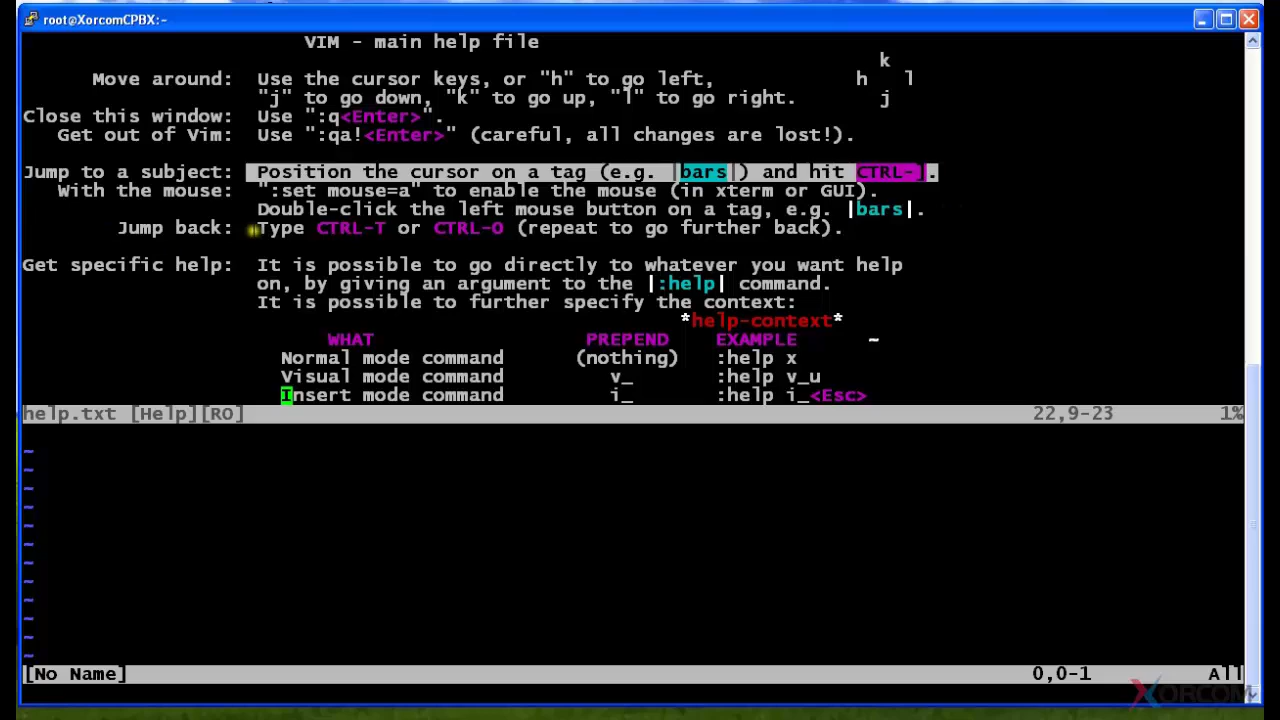 root@XorcomCPBX:~
VIM - main help file
k
Move around: Use the cursor keys, or "h" to go left, h l
"j" to go down, "k" to go up, "l" to go right. j
Close this window: Use ":q<Enter>".
Get out of Vim: Use ":qa!<Enter>" (careful, all changes are lost!).
Jump to a subject: Position the cursor on a tag (e.g. |bars|) and hit CTRL-].
With the mouse: ":set mouse=a" to enable the mouse (in xterm or GUI).
Double-click the left mouse button on a tag, e.g. |bars|.
Jump back: Type CTRL-T or CTRL-O (repeat to go further back).
Get specific help: It is possible to go directly to whatever you want help
on, by giving an argument to the |:help| command.
It is possible to further specify the context:
*help-context*
WHAT PREPEND EXAMPLE ~
Normal mode command (nothing) :help x
Visual mode command v_ :help v_u
Insert mode command i_ :help i_<Esc>
help.txt [Help][RO] 22,9-23 1%
~
~
~
~
~
~
~
~
~
~
~
~
[No Name] 0,0-1 All
XORCOM